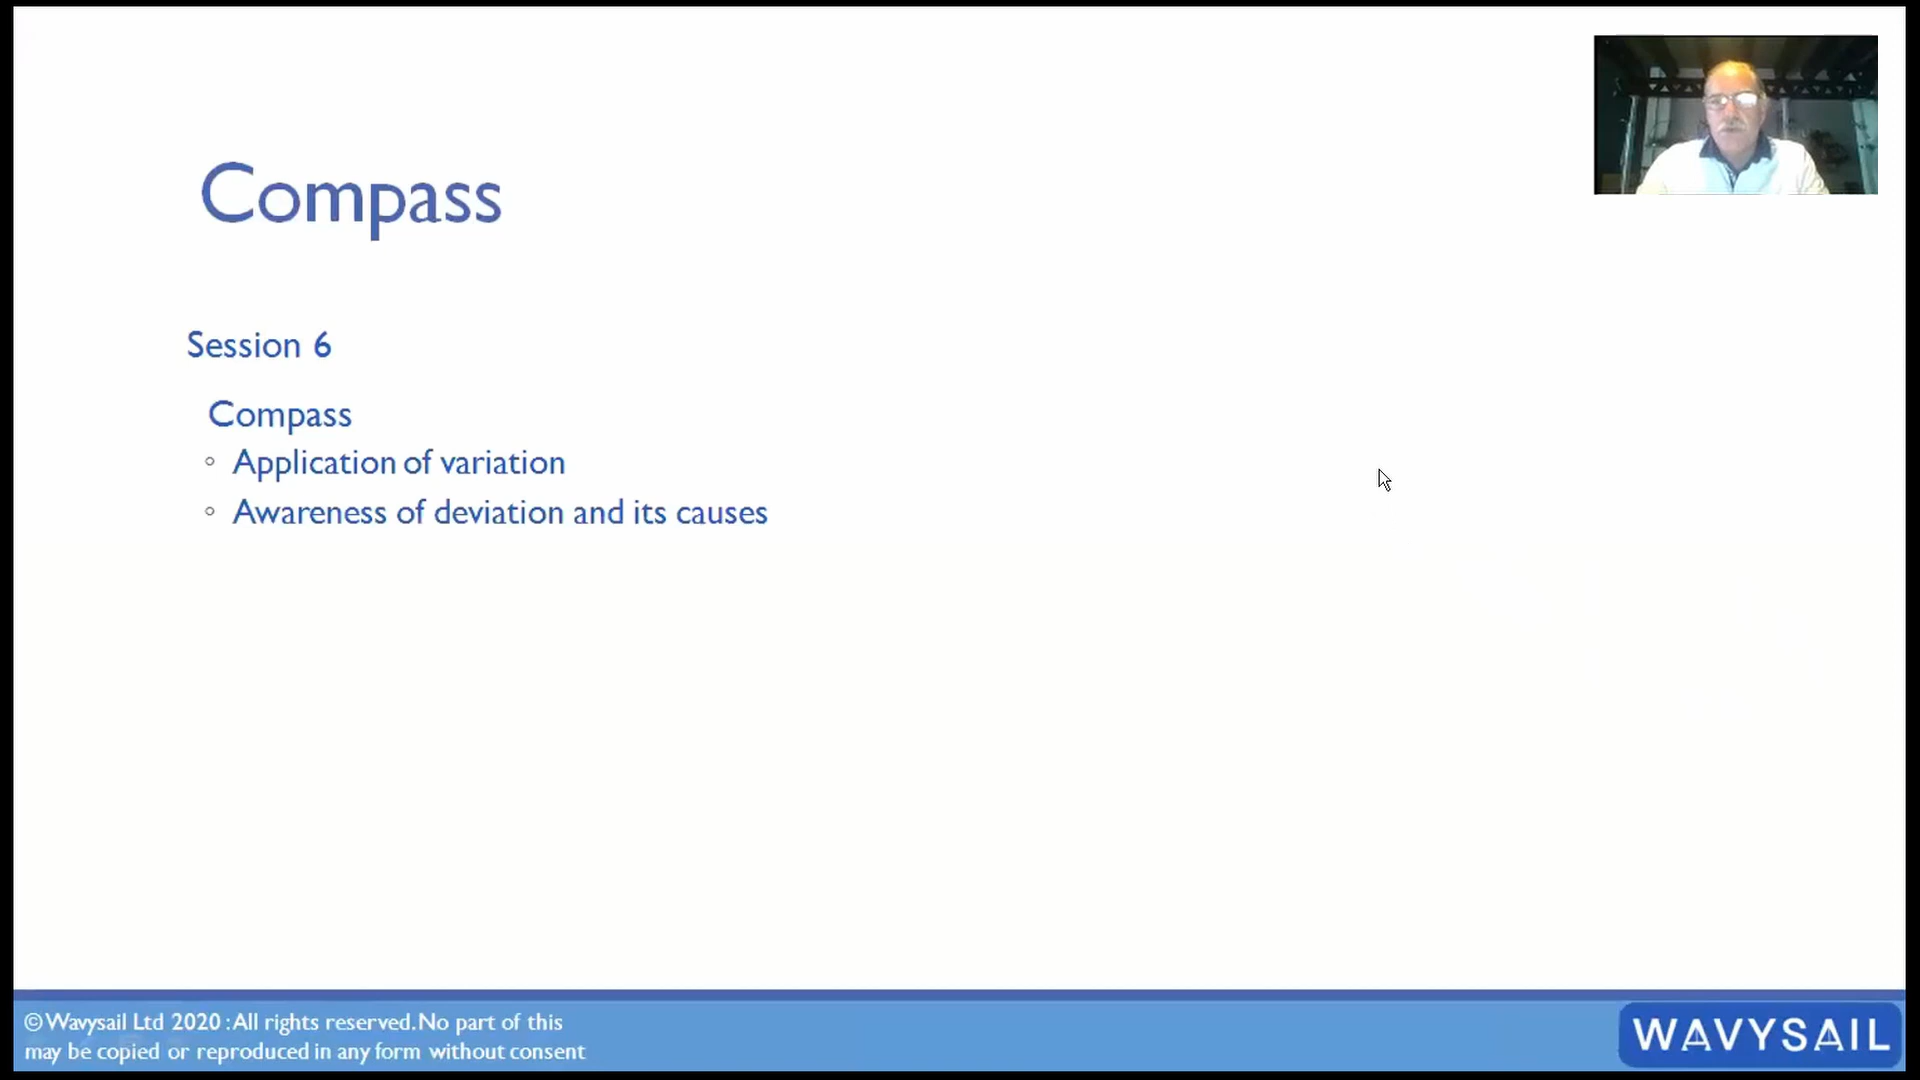 Compass
Session 6
Compass
◦ Application of variation
◦ Awareness of deviation and its causes
©Wavysail Ltd 2020 : All rights reserved. No part of this
may be copied or reproduced in any form without consent
WAVYSAIL